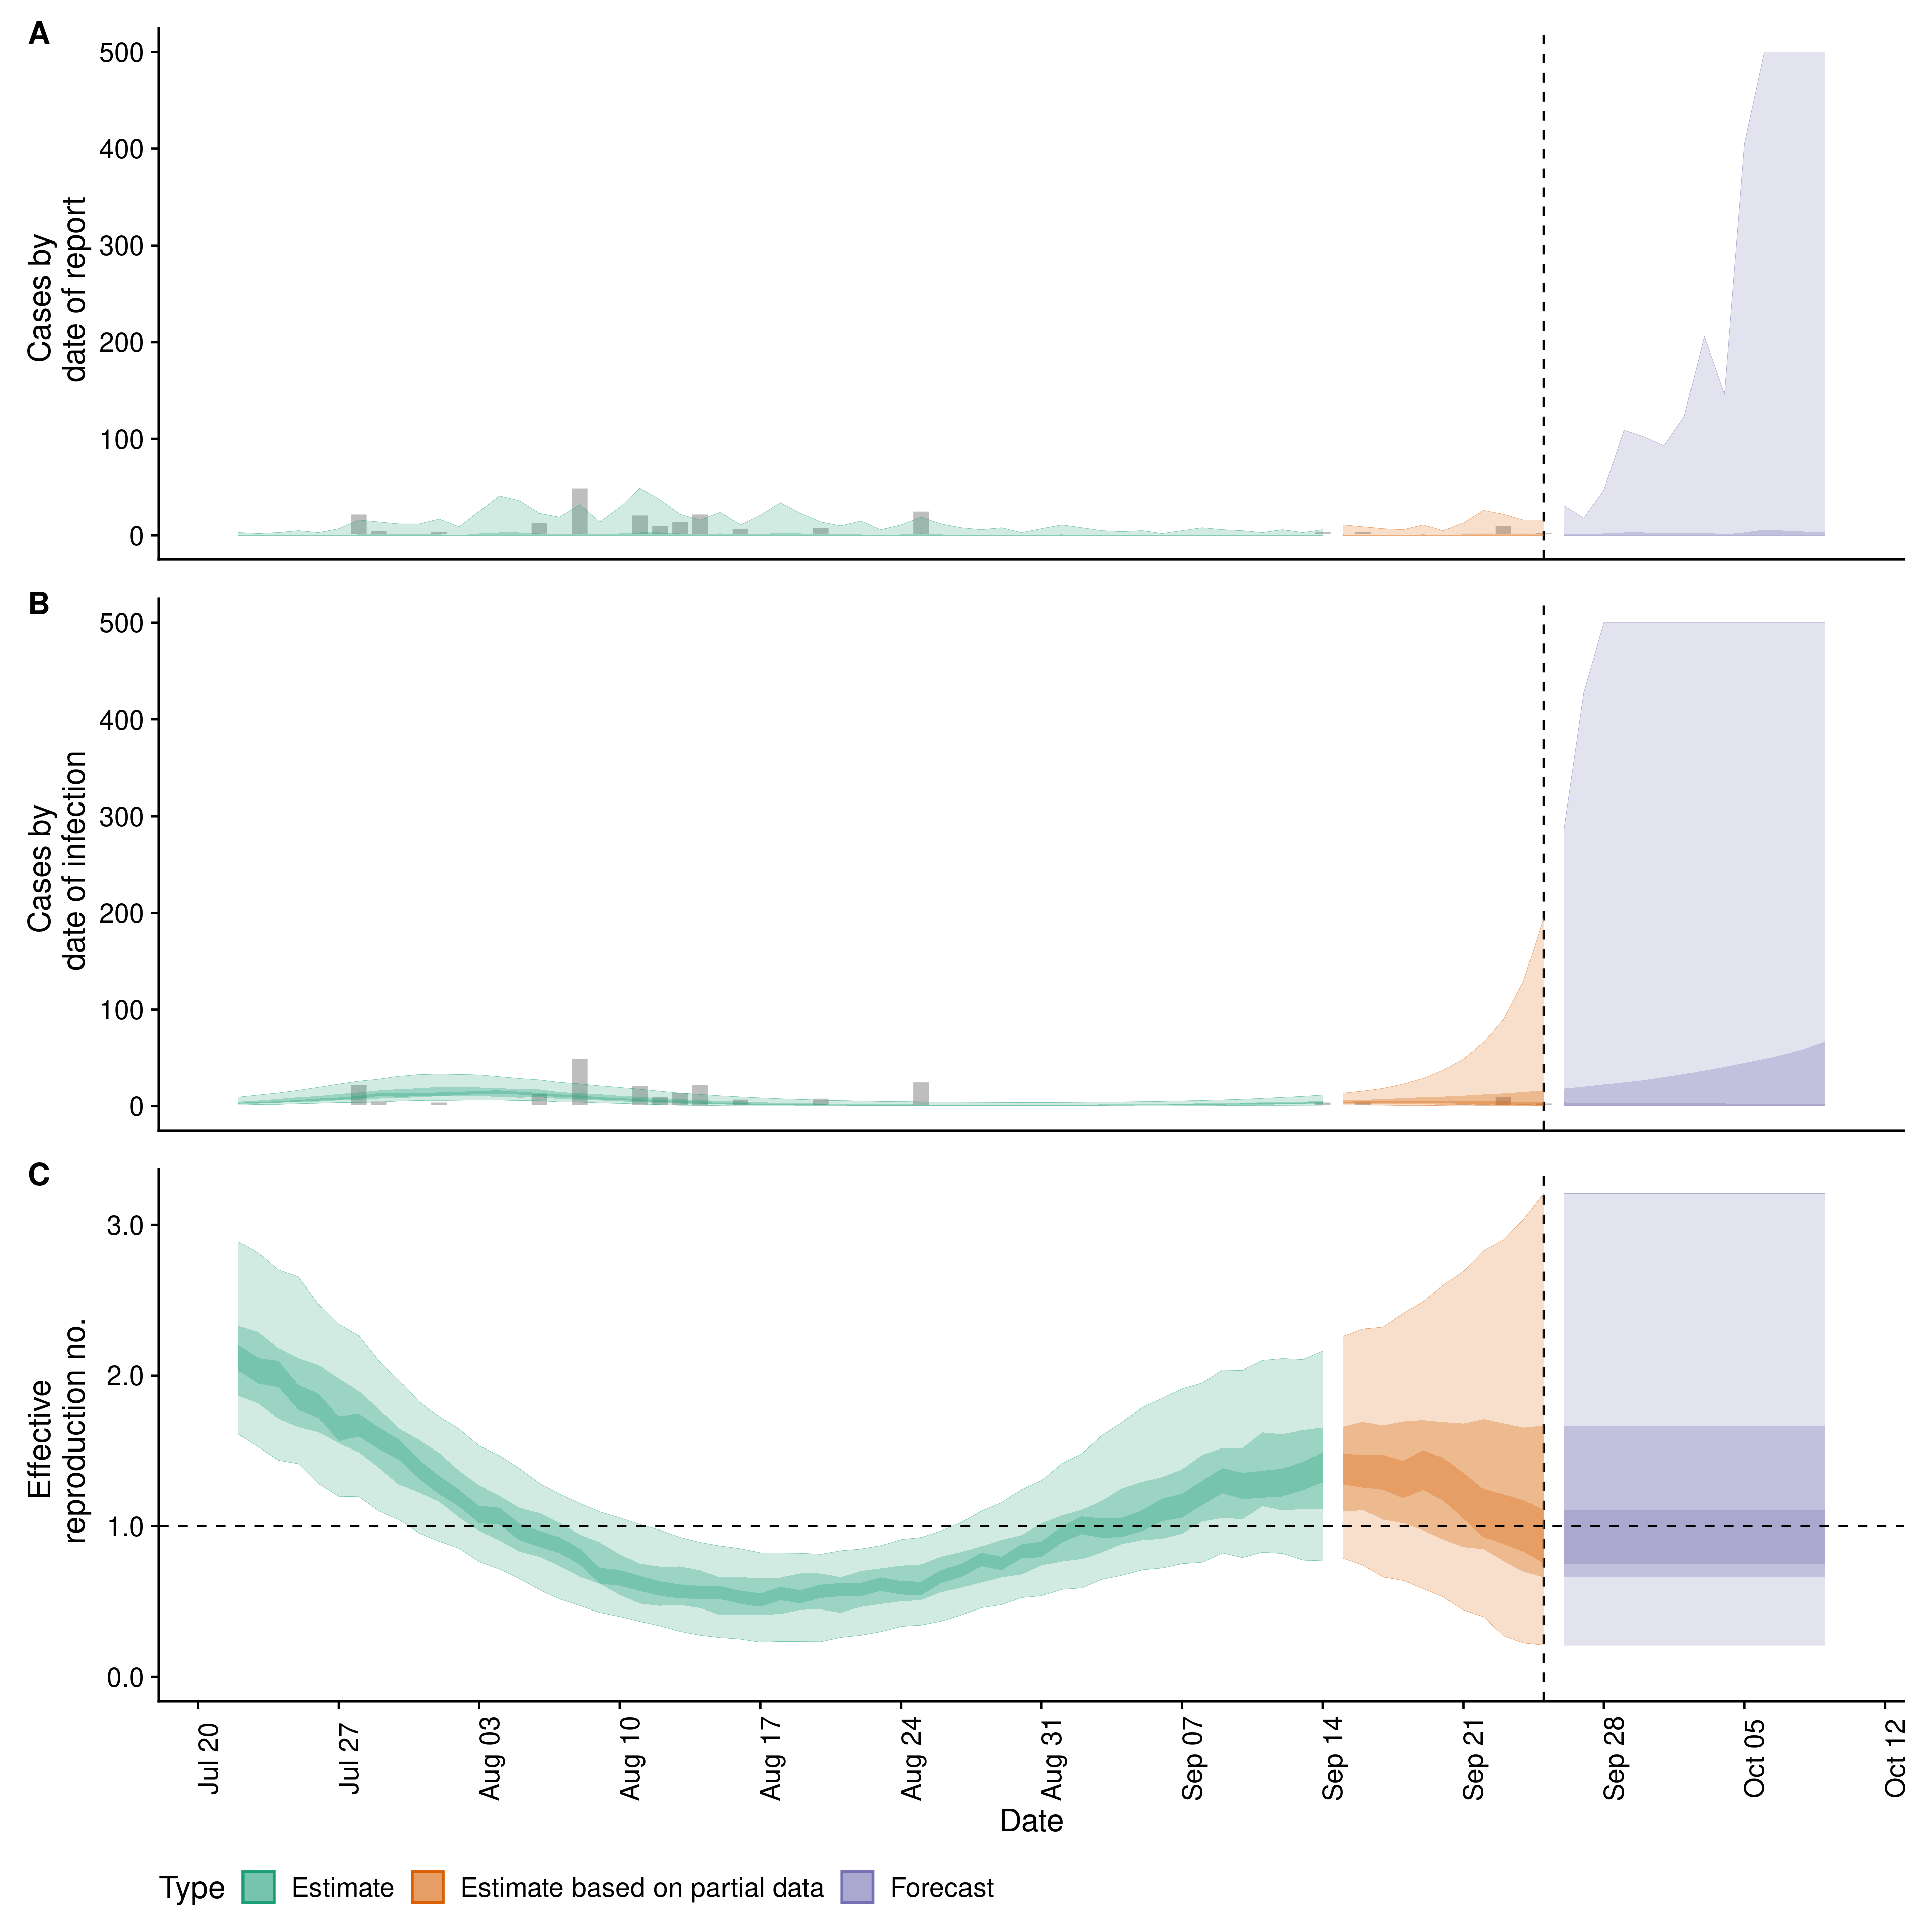 A
500
400
300
200
100
0
Cases by
date of report
B
500
400
300
200
100
0
Cases by
date of infection
C
3.0
2.0
1.0
0.0
Effective
reproduction no.
Jul 20
Jul 27
Aug 03
Aug 10
Aug 17
Aug 24
Aug 31
Sep 07
Sep 14
Sep 21
Sep 28
Oct 05
Oct 12
Date
Type Estimate Estimate based on partial data Forecast